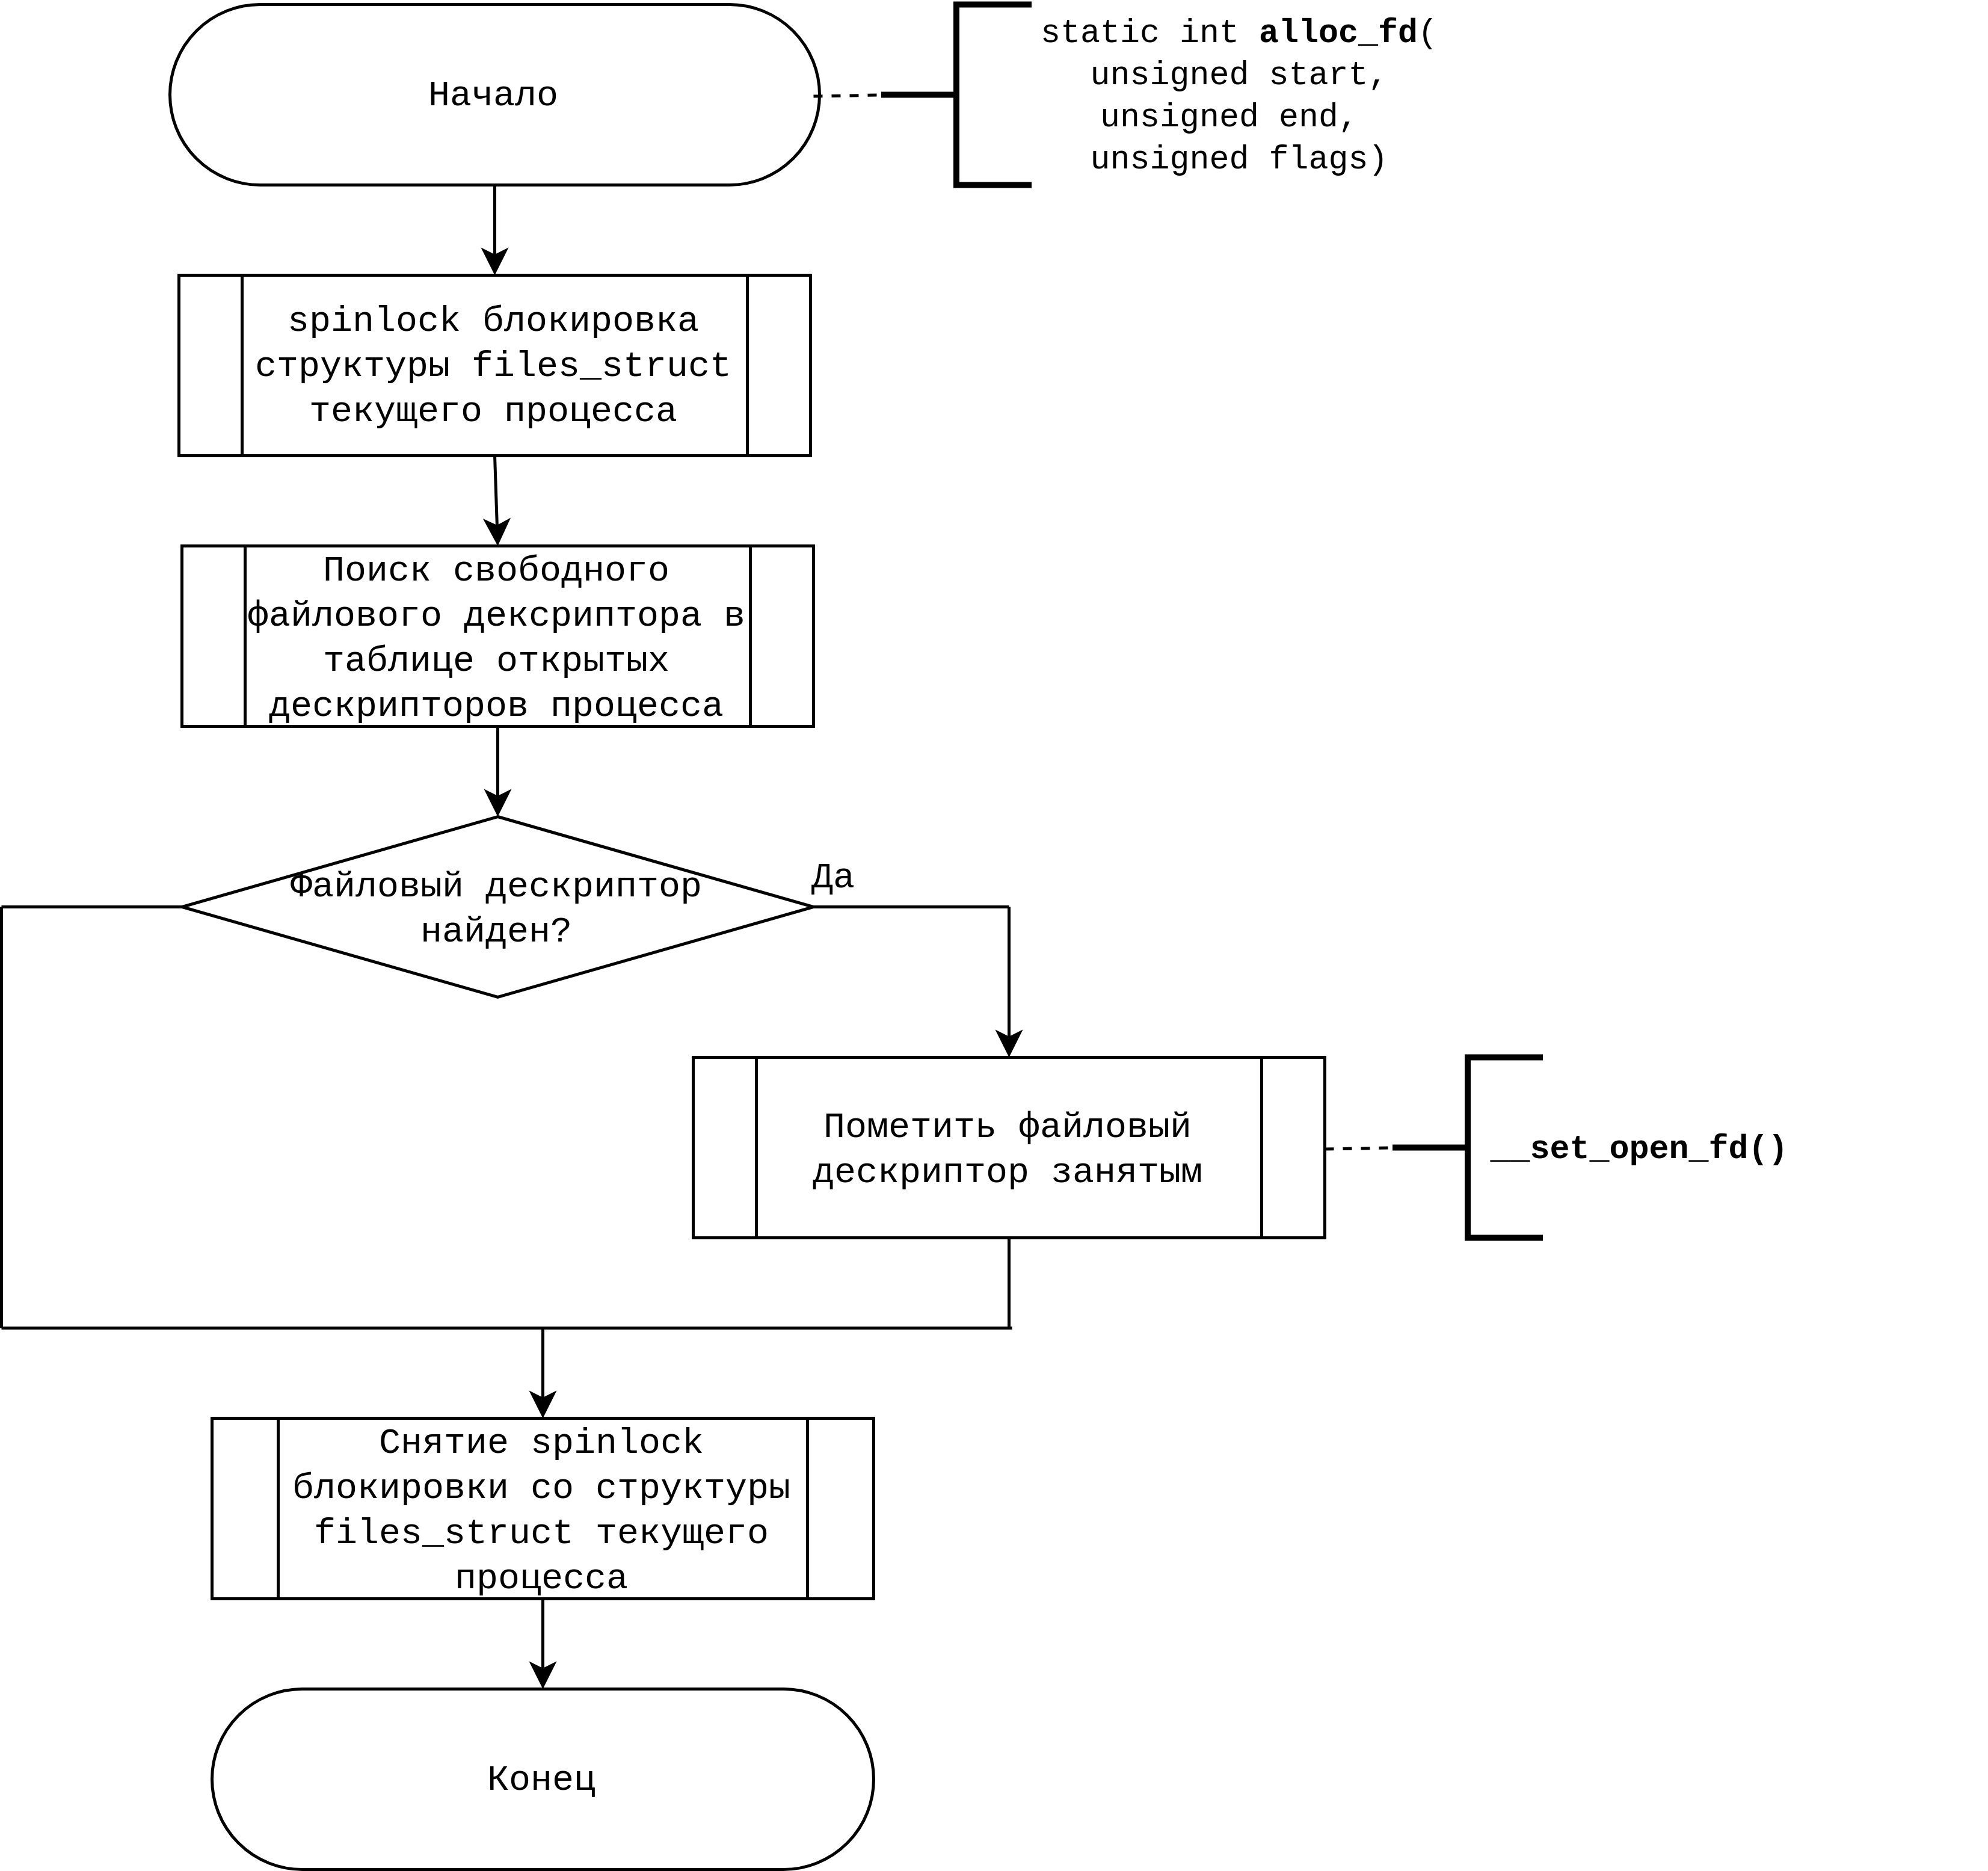 Начало
static int alloc_fd(
unsigned start,
unsigned end,
unsigned flags)
spinlock блокировка
структуры files_struct
текущего процесса
Поиск свободного
файлового дексриптора в
таблице открытых
дескрипторов процесса
Файловый дескриптор
найден?
Да
Пометить файловый
дескриптор занятым
__set_open_fd()
Снятие spinlock
блокировки со структуры
files_struct текущего
процесса
Конец